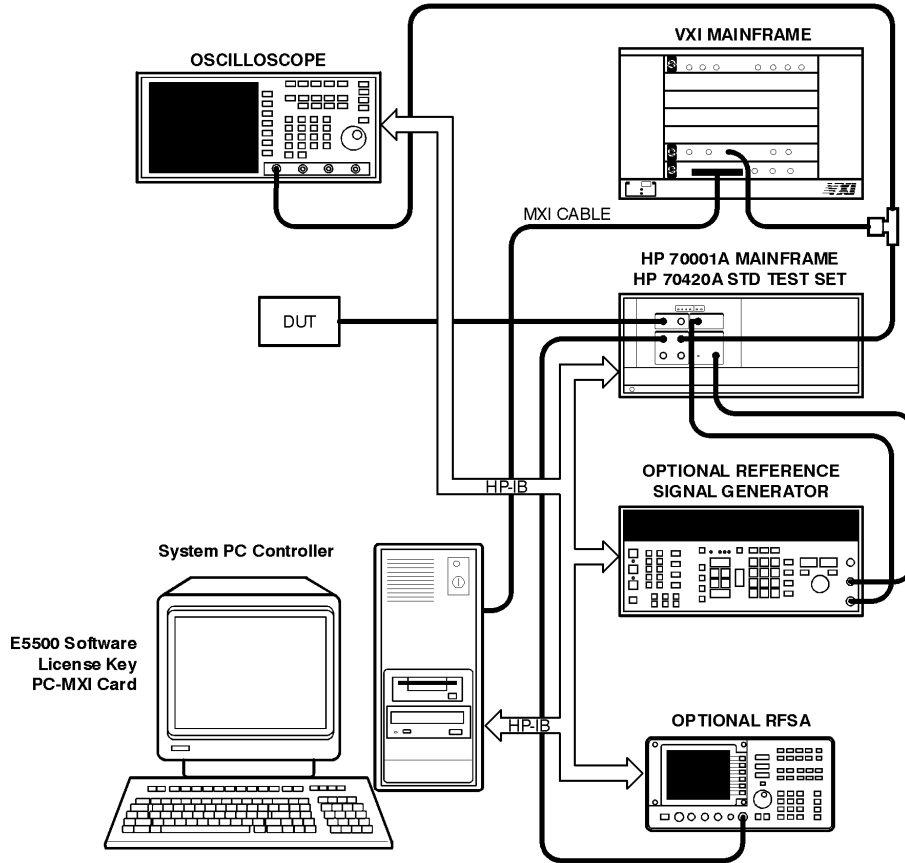 OSCILLOSCOPE
VXI MAINFRAME
VXI
MXI CABLE
HP 70001A MAINFRAME
HP 70420A STD TEST SET
DUT
HP-IB
OPTIONAL REFERENCE
SIGNAL GENERATOR
System PC Controller
E5500 Software
License Key
PC-MXI Card
HP-IB
OPTIONAL RFSA